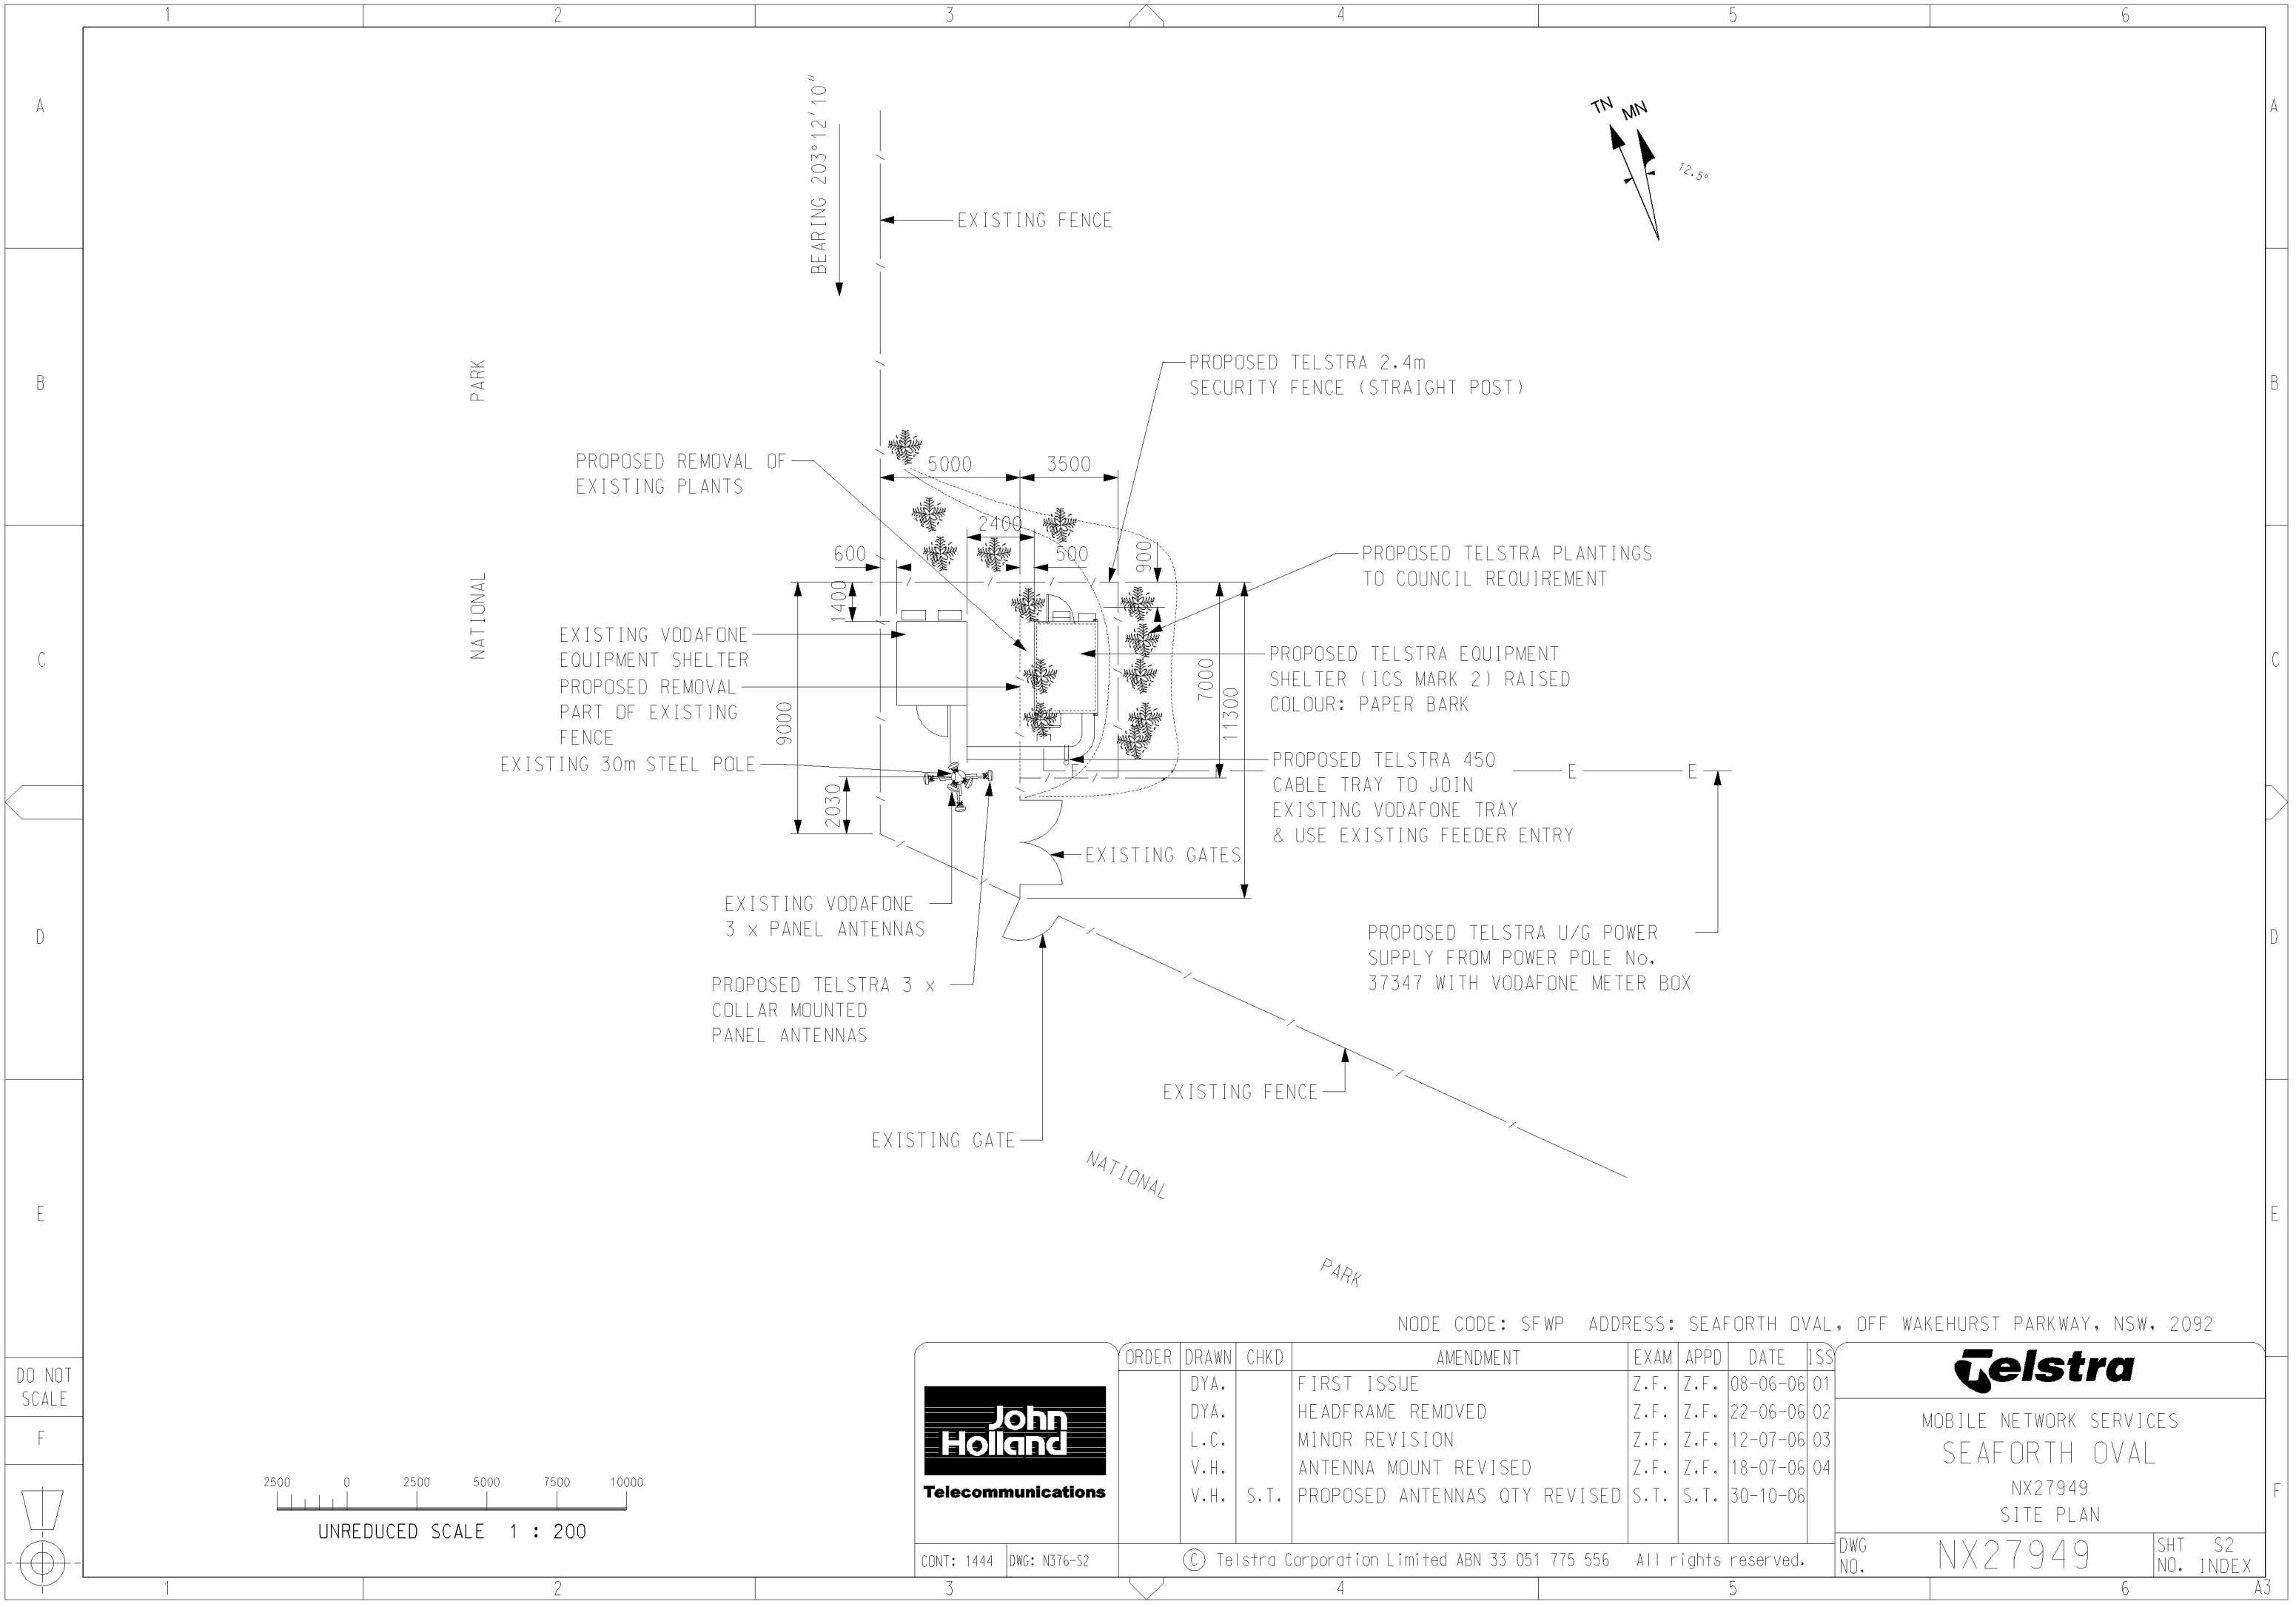 1 2 3 4 5 6
A A
TN MN
12.5°
BEARING 203°12'10"
EXISTING FENCE
B B
PARK
NATIONAL
PROPOSED TELSTRA 2.4m
SECURITY FENCE (STRAIGHT POST)
PROPOSED REMOVAL OF
EXISTING PLANTS
5000
3500
2400
600
500
900
1400
PROPOSED TELSTRA PLANTINGS
TO COUNCIL REQUIREMENT
C C
EXISTING VODAFONE
EQUIPMENT SHELTER
PROPOSED REMOVAL
PART OF EXISTING
FENCE
EXISTING 30m STEEL POLE
9000
2030
7000
11300
PROPOSED TELSTRA EQUIPMENT
SHELTER (ICS MARK 2) RAISED
COLOUR: PAPER BARK
PROPOSED TELSTRA 450
CABLE TRAY TO JOIN
EXISTING VODAFONE TRAY
& USE EXISTING FEEDER ENTRY
E E E
EXISTING GATES
D D
EXISTING VODAFONE
3 x PANEL ANTENNAS
PROPOSED TELSTRA 3 x
COLLAR MOUNTED
PANEL ANTENNAS
PROPOSED TELSTRA U/G POWER
SUPPLY FROM POWER POLE No.
37347 WITH VODAFONE METER BOX
EXISTING FENCE
EXISTING GATE
NATIONAL
PARK
E E
NODE CODE: SFWP ADDRESS: SEAFORTH OVAL, OFF WAKEHURST PARKWAY, NSW, 2092
DO NOT
SCALE
F F
2500 0 2500 5000 7500 10000
UNREDUCED SCALE 1 : 200
John
Holland
Telecommunications
CONT: 1444 DWG: N376-S2
ORDER DRAWN CHKD AMENDMENT EXAM APPD DATE ISS
DYA. FIRST ISSUE Z.F. Z.F. 08-06-06 01
DYA. HEADFRAME REMOVED Z.F. Z.F. 22-06-06 02
L.C. MINOR REVISION Z.F. Z.F. 12-07-06 03
V.H. ANTENNA MOUNT REVISED Z.F. Z.F. 18-07-06 04
V.H. S.T. PROPOSED ANTENNAS QTY REVISED S.T. S.T. 30-10-06
© Telstra Corporation Limited ABN 33 051 775 556 All rights reserved.
Telstra
MOBILE NETWORK SERVICES
SEAFORTH OVAL
NX27949
SITE PLAN
DWG
NO.
NX27949
SHT
NO.
S2
INDEX
1 2 3 4 5 6 A3